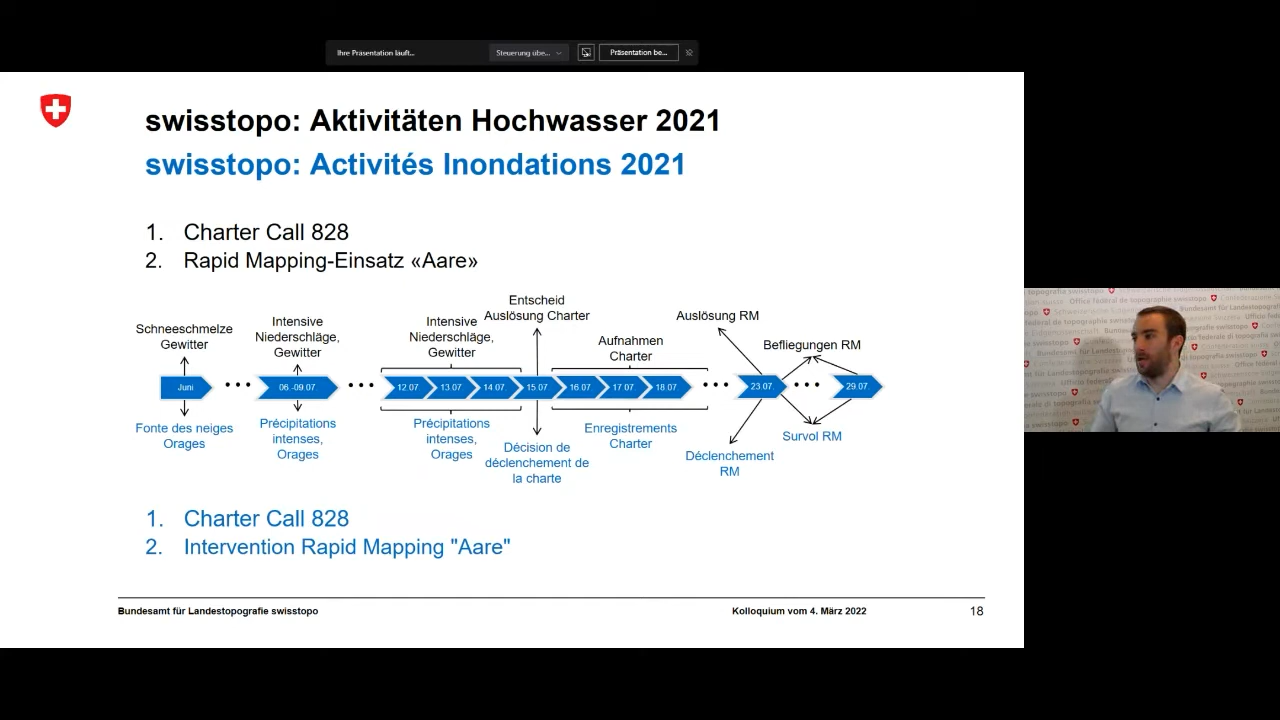 Ihre Präsentation läuft...
Steuerung übe...
Präsentation be...
swisstopo: Aktivitäten Hochwasser 2021
swisstopo: Activités Inondations 2021
1. Charter Call 828
2. Rapid Mapping-Einsatz «Aare»
Schneeschmelze
Gewitter
Intensive
Niederschläge,
Gewitter
Intensive
Niederschläge,
Gewitter
Entscheid
Auslösung Charter
Aufnahmen
Charter
Auslösung RM
Befliegungen RM
Juni
06 -09.07
12.07
13.07
14.07
15.07
16.07
17.07
18.07
23.07.
29.07.
Fonte des neiges
Orages
Précipitations
intenses,
Orages
Précipitations
intenses,
Orages
Décision de
déclenchement de
la charte
Enregistrements
Charter
Déclenchement
RM
Survol RM
1. Charter Call 828
2. Intervention Rapid Mapping "Aare"
Bundesamt für Landestopografie swisstopo
Kolloquium vom 4. März 2022
18